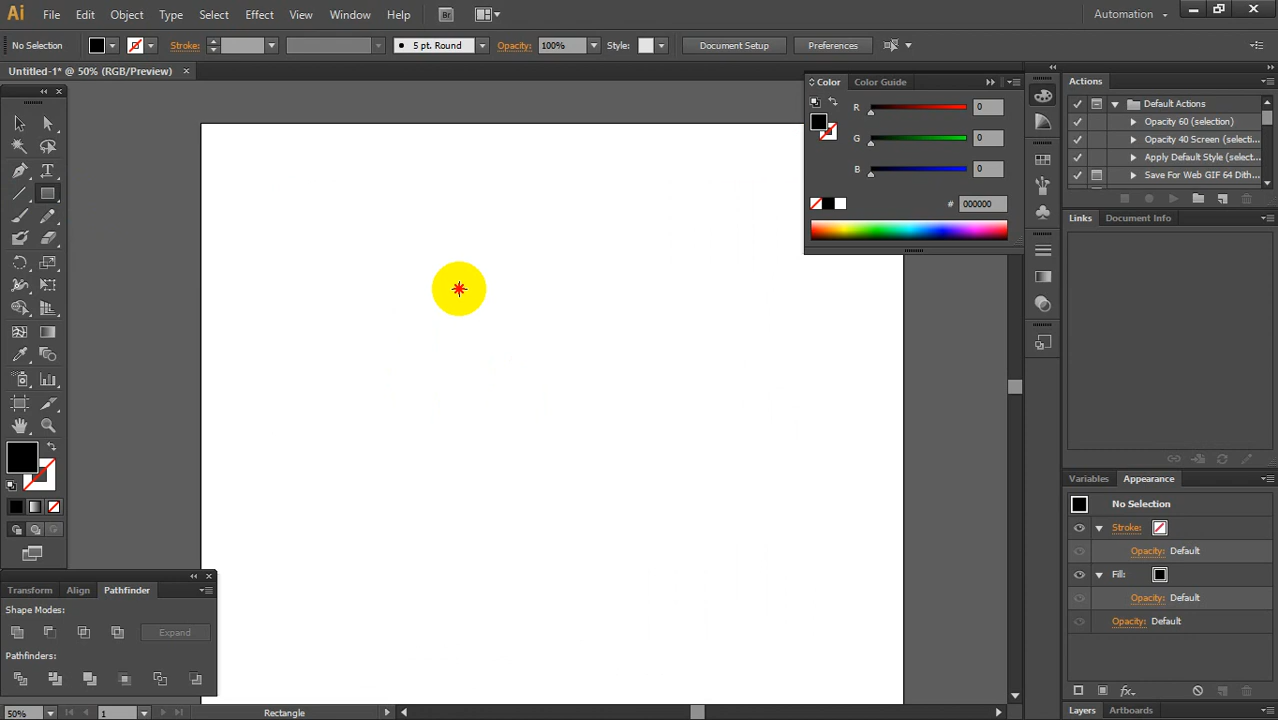 Ai File Edit Object Type Select Effect View Window Help Br Automation
No Selection Stroke: 5 pt. Round Opacity: 100% Style: Document Setup Preferences
Untitled-1* @ 50% (RGB/Preview)
Color Color Guide
R 0
G 0
B 0
# 000000
Actions
Default Actions
Opacity 60 (selection)
Opacity 40 Screen (selecti...
Apply Default Style (select...
Save For Web GIF 64 Dith...
Links Document Info
Variables Appearance
No Selection
Stroke:
Opacity: Default
Fill:
Opacity: Default
Opacity: Default
fx
Layers Artboards
T
Transform Align Pathfinder
Shape Modes:
Expand
Pathfinders:
50% 1 Rectangle